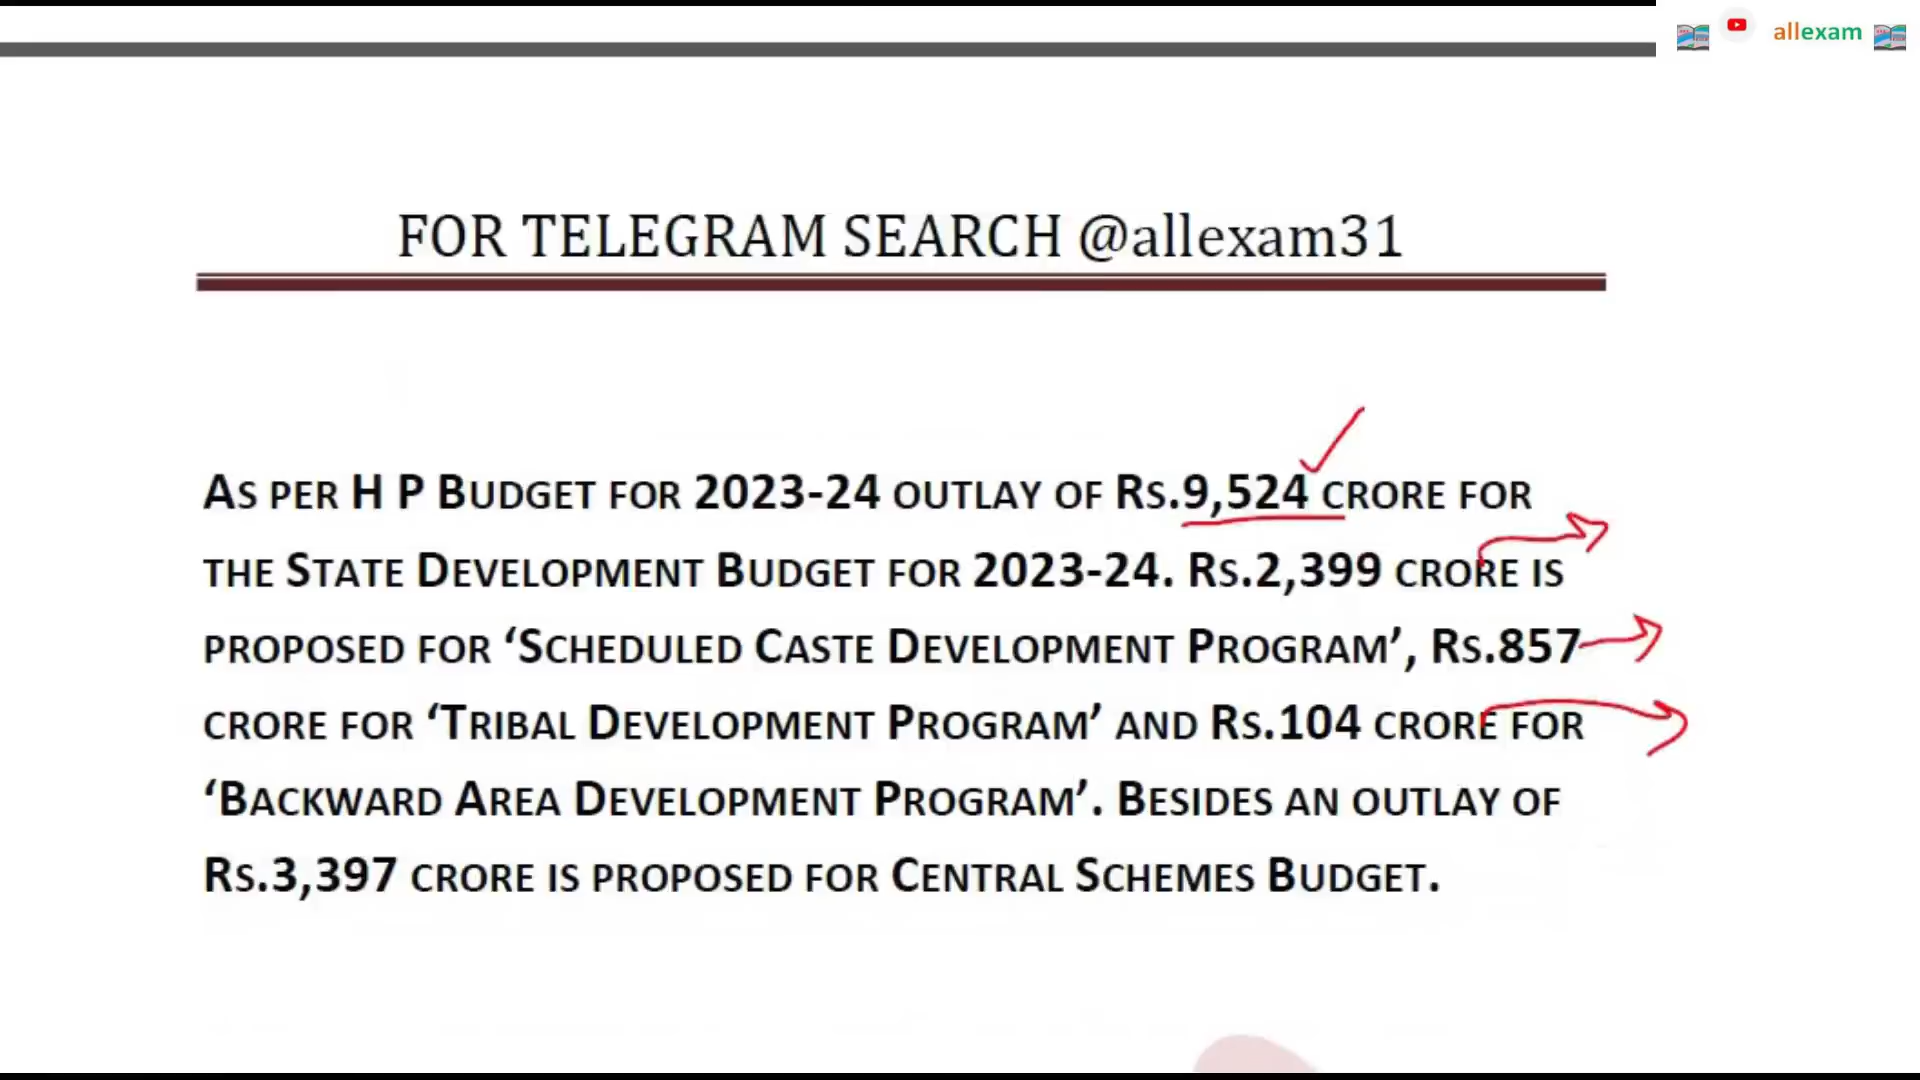 allexam
FOR TELEGRAM SEARCH @allexam31
AS PER H P BUDGET FOR 2023-24 OUTLAY OF RS.9,524 CRORE FOR
THE STATE DEVELOPMENT BUDGET FOR 2023-24. RS.2,399 CRORE IS
PROPOSED FOR ‘SCHEDULED CASTE DEVELOPMENT PROGRAM’, RS.857
CRORE FOR ‘TRIBAL DEVELOPMENT PROGRAM’ AND RS.104 CRORE FOR
‘BACKWARD AREA DEVELOPMENT PROGRAM’. BESIDES AN OUTLAY OF
RS.3,397 CRORE IS PROPOSED FOR CENTRAL SCHEMES BUDGET.